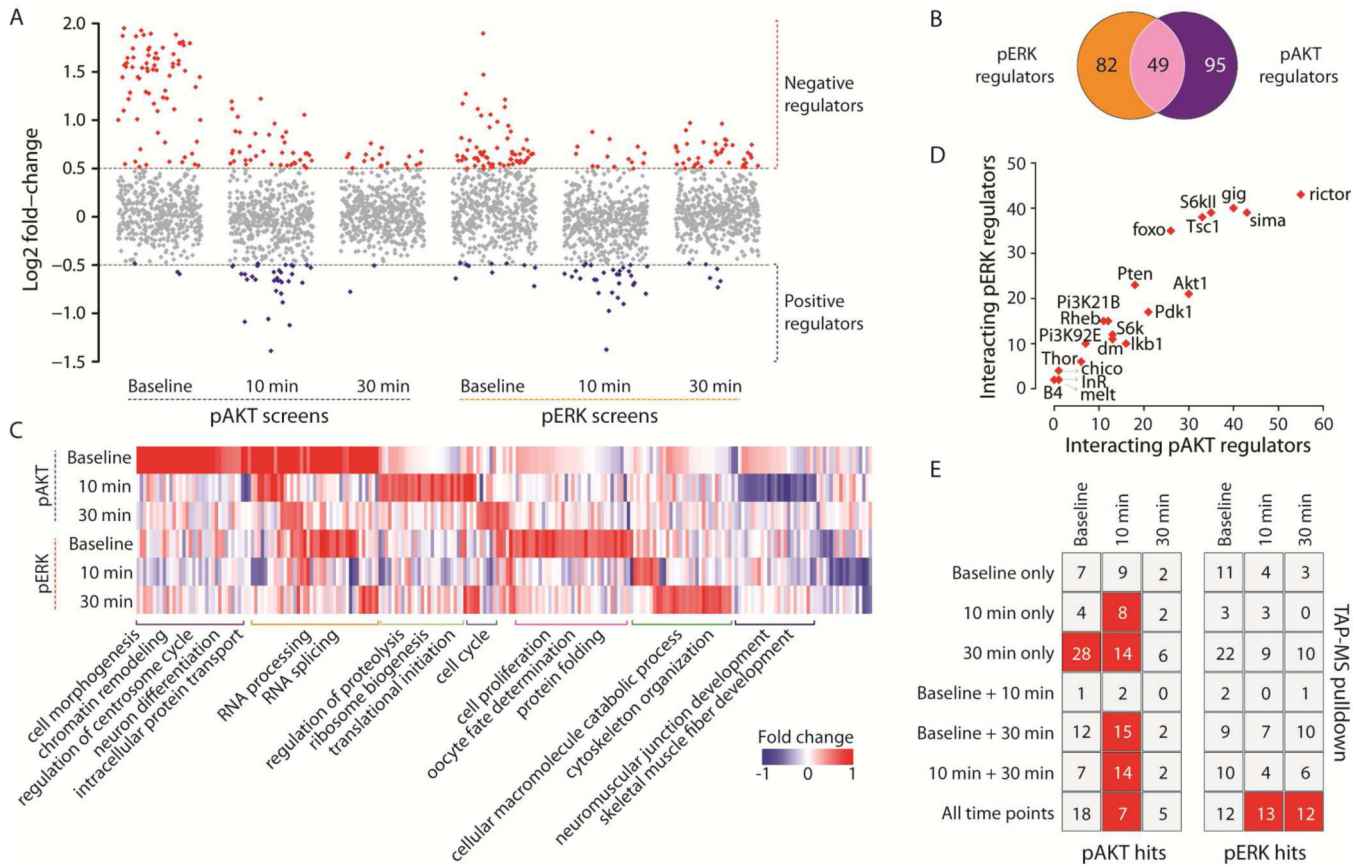 A
2.0
1.5
1.0
0.5
0
−0.5
−1.0
−1.5
Log2 fold−change
Negative
regulators
Positive
regulators
Baseline 10 min 30 min Baseline 10 min 30 min
pAKT screens pERK screens
B
pERK
regulators
82 49 95
pAKT
regulators
C
pAKT
Baseline
10 min
30 min
pERK
Baseline
10 min
30 min
cell morphogenesis
chromatin remodeling
regulation of centrosome cycle
neuron differentiation
intracellular protein transport
RNA processing
RNA splicing
regulation of proteolysis
ribosome biogenesis
translational initiation
cell cycle
cell proliferation
oocyte fate determination
protein folding
cellular macromolecule catabolic process
cytoskeleton organization
neuromuscular junction development
skeletal muscle fiber development
Fold change
-1 1
D
Interacting pERK regulators
50
40
30
20
10
0
rictor
gig
S6kII
sima
Tsc1
foxo
Pten
Akt1
Pi3K21B
Pdk1
Rheb
S6k
Pi3K92E
dm
lkb1
Thor
chico
InR
B4
melt
0 10 20 30 40 50 60
Interacting pAKT regulators
E
Baseline 10 min 30 min Baseline 10 min 30 min
Baseline only 7 9 2 11 4 3
10 min only 4 8 2 3 3 0
30 min only 28 14 6 22 9 10
Baseline + 10 min 1 2 0 2 0 1
Baseline + 30 min 12 15 2 9 7 10
10 min + 30 min 7 14 2 10 4 6
All time points 18 7 5 12 13 12
pAKT hits pERK hits
TAP-MS pulldown